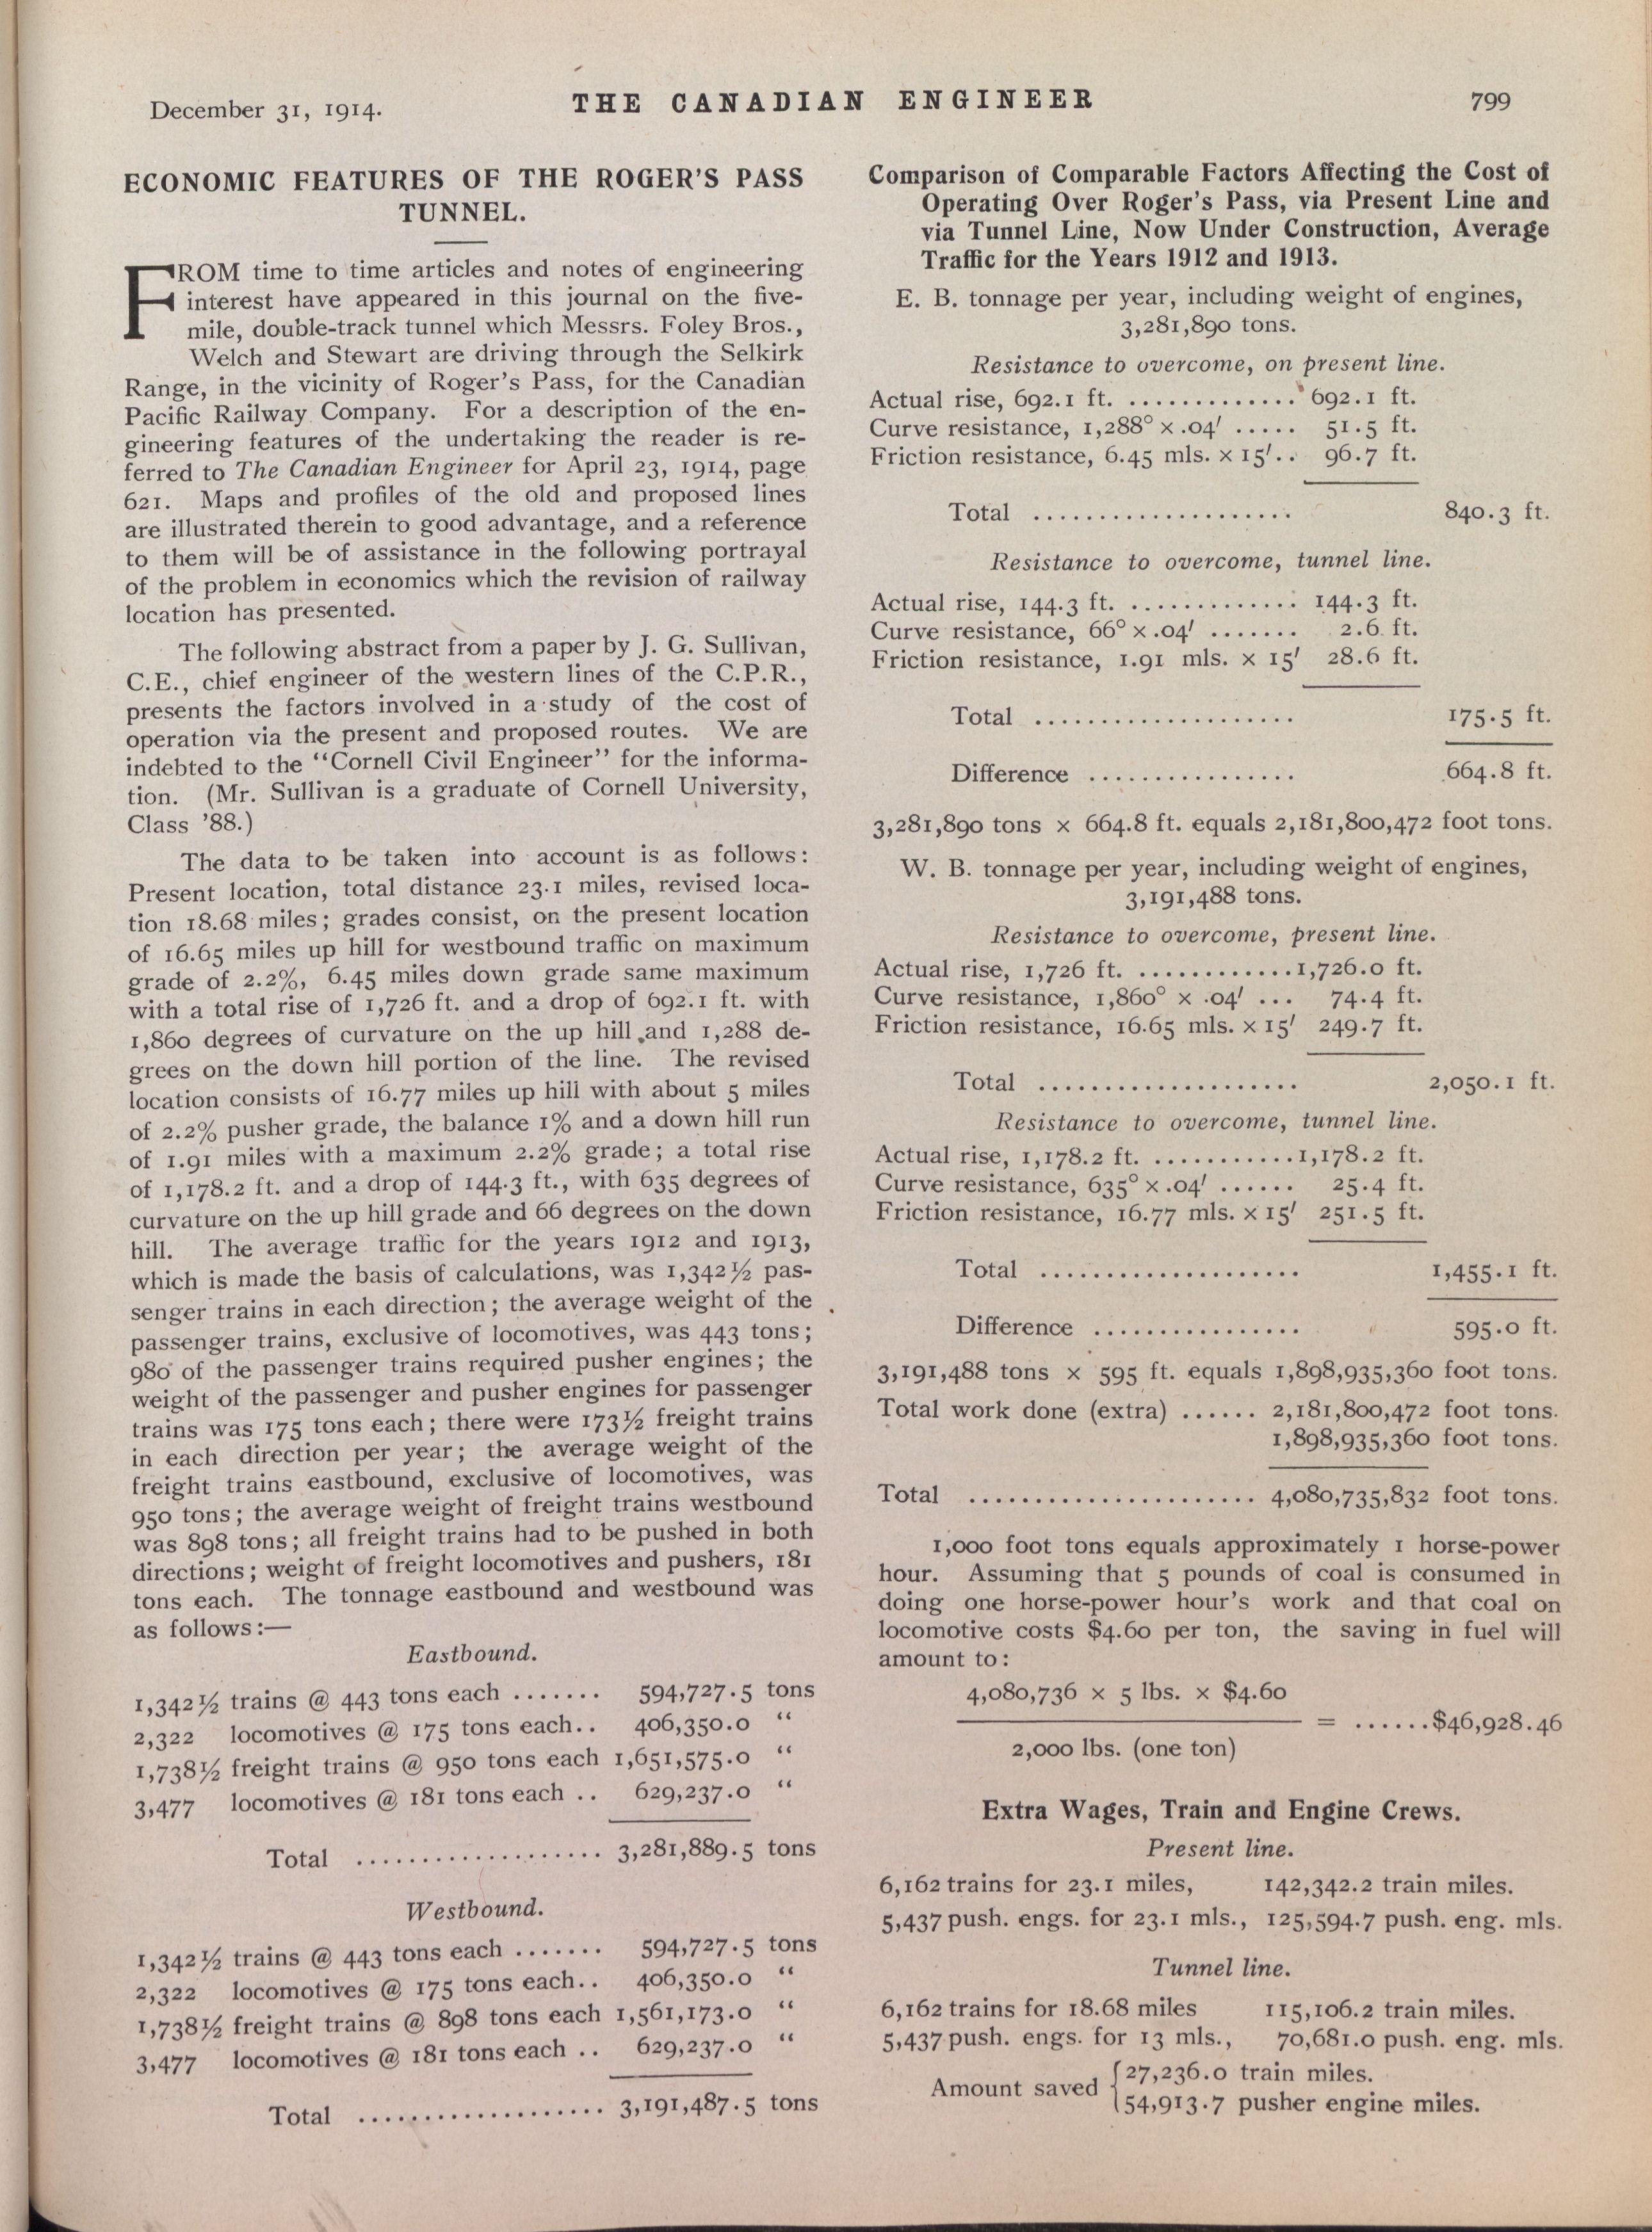 December 31, 1914.
THE CANADIAN ENGINEER
799
ECONOMIC FEATURES OF THE ROGER'S PASS
TUNNEL.
FROM time to time articles and notes of engineering
interest have appeared in this journal on the five-
mile, double-track tunnel which Messrs. Foley Bros.,
Welch and Stewart are driving through the Selkirk
Range, in the vicinity of Roger's Pass, for the Canadian
Pacific Railway Company. For a description of the en-
gineering features of the undertaking the reader is re-
ferred to The Canadian Engineer for April 23, 1914, page
621. Maps and profiles of the old and proposed lines
are illustrated therein to good advantage, and a reference
to them will be of assistance in the following portrayal
of the problem in economics which the revision of railway
location has presented.
The following abstract from a paper by J. G. Sullivan,
C.E., chief engineer of the western lines of the C.P.R.,
presents the factors involved in a study of the cost of
operation via the present and proposed routes. We are
indebted to the "Cornell Civil Engineer" for the informa-
tion. (Mr. Sullivan is a graduate of Cornell University,
Class '88.)
The data to be taken into account is as follows:
Present location, total distance 23.1 miles, revised loca-
tion 18.68 miles; grades consist, on the present location
of 16.65 miles up hill for westbound traffic on maximum
grade of 2.2%, 6.45 miles down grade same maximum
with a total rise of 1,726 ft. and a drop of 692.1 ft. with
1,860 degrees of curvature on the up hill and 1,288 de-
grees on the down hill portion of the line. The revised
location consists of 16.77 miles up hill with about 5 miles
of 2.2% pusher grade, the balance 1% and a down hill run
of 1.91 miles with a maximum 2.2% grade; a total rise
of 1,178.2 ft. and a drop of 144.3 ft., with 635 degrees of
curvature on the up hill grade and 66 degrees on the down
hill. The average traffic for the years 1912 and 1913,
which is made the basis of calculations, was 1,342½ pas-
senger trains in each direction; the average weight of the
passenger trains, exclusive of locomotives, was 443 tons;
980 of the passenger trains required pusher engines; the
weight of the passenger and pusher engines for passenger
trains was 175 tons each; there were 173½ freight trains
in each direction per year; the average weight of the
freight trains eastbound, exclusive of locomotives, was
950 tons; the average weight of freight trains westbound
was 898 tons; all freight trains had to be pushed in both
directions; weight of freight locomotives and pushers, 181
tons each. The tonnage eastbound and westbound was
as follows:—
Eastbound.
1,342½ trains @ 443 tons each ....... 594,727.5 tons
2,322 locomotives @ 175 tons each.. 406,350.0 "
1,738½ freight trains @ 950 tons each 1,651,575.0 "
3,477 locomotives @ 181 tons each .. 629,237.0 "
Total ................... 3,281,889.5 tons
Westbound.
1,342½ trains @ 443 tons each ....... 594,727.5 tons
2,322 locomotives @ 175 tons each.. 406,350.0 "
1,738½ freight trains @ 898 tons each 1,561,173.0 "
3,477 locomotives @ 181 tons each .. 629,237.0 "
Total ................... 3,191,487.5 tons
Comparison of Comparable Factors Affecting the Cost of
Operating Over Roger's Pass, via Present Line and
via Tunnel Line, Now Under Construction, Average
Traffic for the Years 1912 and 1913.
E. B. tonnage per year, including weight of engines,
3,281,890 tons.
Resistance to overcome, on present line.
Actual rise, 692.1 ft. ............. 692.1 ft.
Curve resistance, 1,288° × .04′ ..... 51.5 ft.
Friction resistance, 6.45 mls. × 15′.. 96.7 ft.
Total .................... 840.3 ft.
Resistance to overcome, tunnel line.
Actual rise, 144.3 ft. ............. 144.3 ft.
Curve resistance, 66° × .04′ ....... 2.6 ft.
Friction resistance, 1.91 mls. × 15′ 28.6 ft.
Total .................... 175.5 ft.
Difference ................ 664.8 ft.
3,281,890 tons × 664.8 ft. equals 2,181,800,472 foot tons.
W. B. tonnage per year, including weight of engines,
3,191,488 tons.
Resistance to overcome, present line.
Actual rise, 1,726 ft. ............1,726.0 ft.
Curve resistance, 1,860° × .04′ ... 74.4 ft.
Friction resistance, 16.65 mls. × 15′ 249.7 ft.
Total .................... 2,050.1 ft.
Resistance to overcome, tunnel line.
Actual rise, 1,178.2 ft. ...........1,178.2 ft.
Curve resistance, 635° × .04′ ...... 25.4 ft.
Friction resistance, 16.77 mls. × 15′ 251.5 ft.
Total .................... 1,455.1 ft.
Difference ................ 595.0 ft.
3,191,488 tons × 595 ft. equals 1,898,935,360 foot tons.
Total work done (extra) ...... 2,181,800,472 foot tons.
1,898,935,360 foot tons.
Total ...................... 4,080,735,832 foot tons.
1,000 foot tons equals approximately 1 horse-power
hour. Assuming that 5 pounds of coal is consumed in
doing one horse-power hour's work and that coal on
locomotive costs $4.60 per ton, the saving in fuel will
amount to:
4,080,736 × 5 lbs. × $4.60
= ......$46,928.46
2,000 lbs. (one ton)
Extra Wages, Train and Engine Crews.
Present line.
6,162 trains for 23.1 miles, 142,342.2 train miles.
5,437 push. engs. for 23.1 mls., 125,594.7 push. eng. mls.
Tunnel line.
6,162 trains for 18.68 miles 115,106.2 train miles.
5,437 push. engs. for 13 mls., 70,681.0 push. eng. mls.
Amount saved { 27,236.0 train miles.
54,913.7 pusher engine miles.